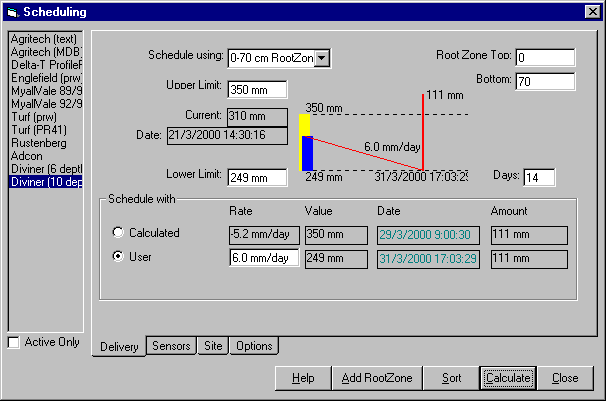 Scheduling
Agritech (text)
Agritech (MDB)
Delta-T ProfileF
Englefield (prw)
MyallVale 89/9
MyallVale 92/9
Turf (prw)
Turf (PR41)
Rustenberg
Adcon
Diviner (6 depth
Diviner (10 dep
Active Only
Schedule using: 0-70 cm RootZon
Root Zone Top: 0
Bottom: 70
Upper Limit: 350 mm
Current: 310 mm
Date: 21/3/2000 14:30:16
Lower Limit: 249 mm
111 mm
350 mm
6.0 mm/day
249 mm 31/3/2000 17:03:29
Days: 14
Schedule with
Rate Value Date Amount
Calculated -5.2 mm/day 350 mm 29/3/2000 9:00:30 111 mm
User 6.0 mm/day 249 mm 31/3/2000 17:03:29 111 mm
Delivery Sensors Site Options
Help Add RootZone Sort Calculate Close